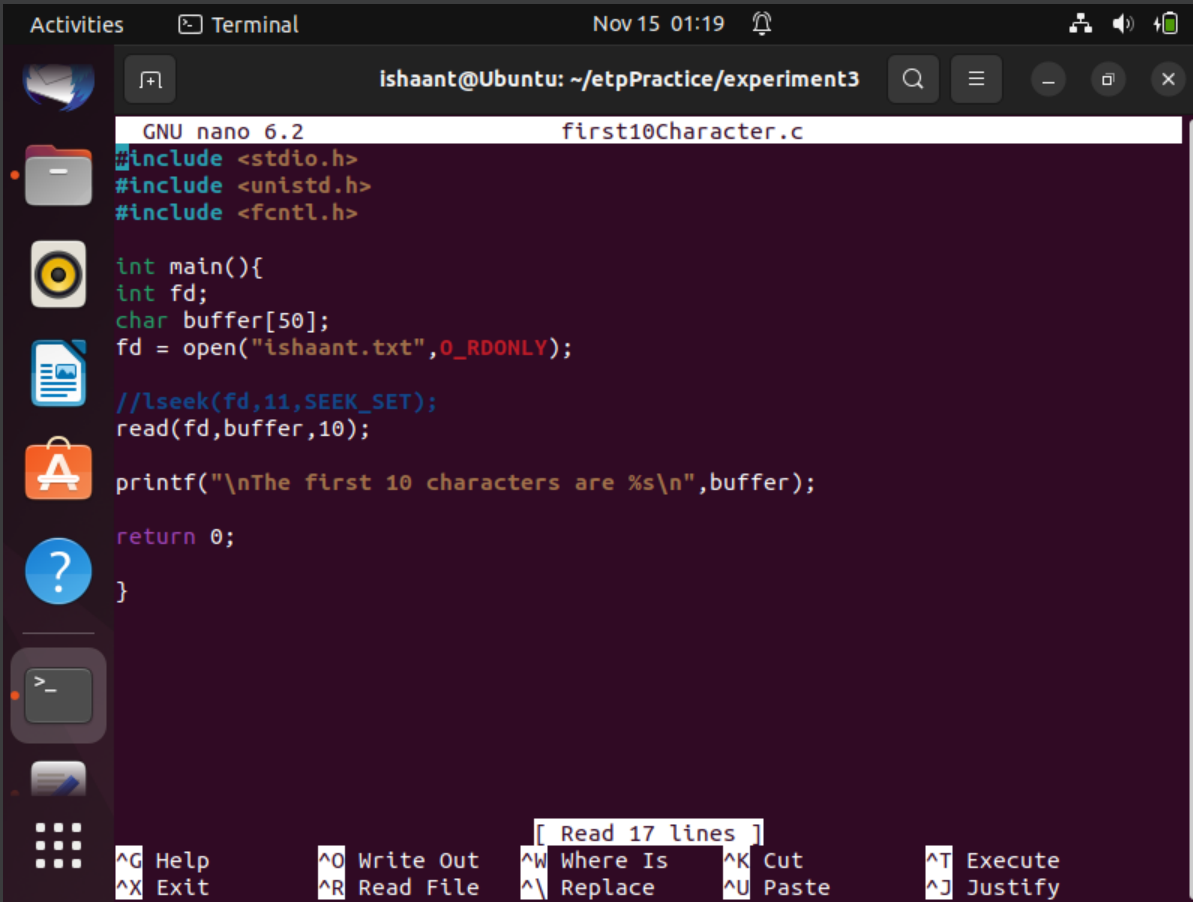 Activities Terminal Nov 15 01:19
ishaant@Ubuntu: ~/etpPractice/experiment3
GNU nano 6.2 first10Character.c
#include <stdio.h>
#include <unistd.h>
#include <fcntl.h>
int main(){
int fd;
char buffer[50];
fd = open("ishaant.txt",O_RDONLY);
//lseek(fd,11,SEEK_SET);
read(fd,buffer,10);
printf("\nThe first 10 characters are %s\n",buffer);
return 0;
}
[ Read 17 lines ]
^G Help ^O Write Out ^W Where Is ^K Cut ^T Execute
^X Exit ^R Read File ^\ Replace ^U Paste ^J Justify